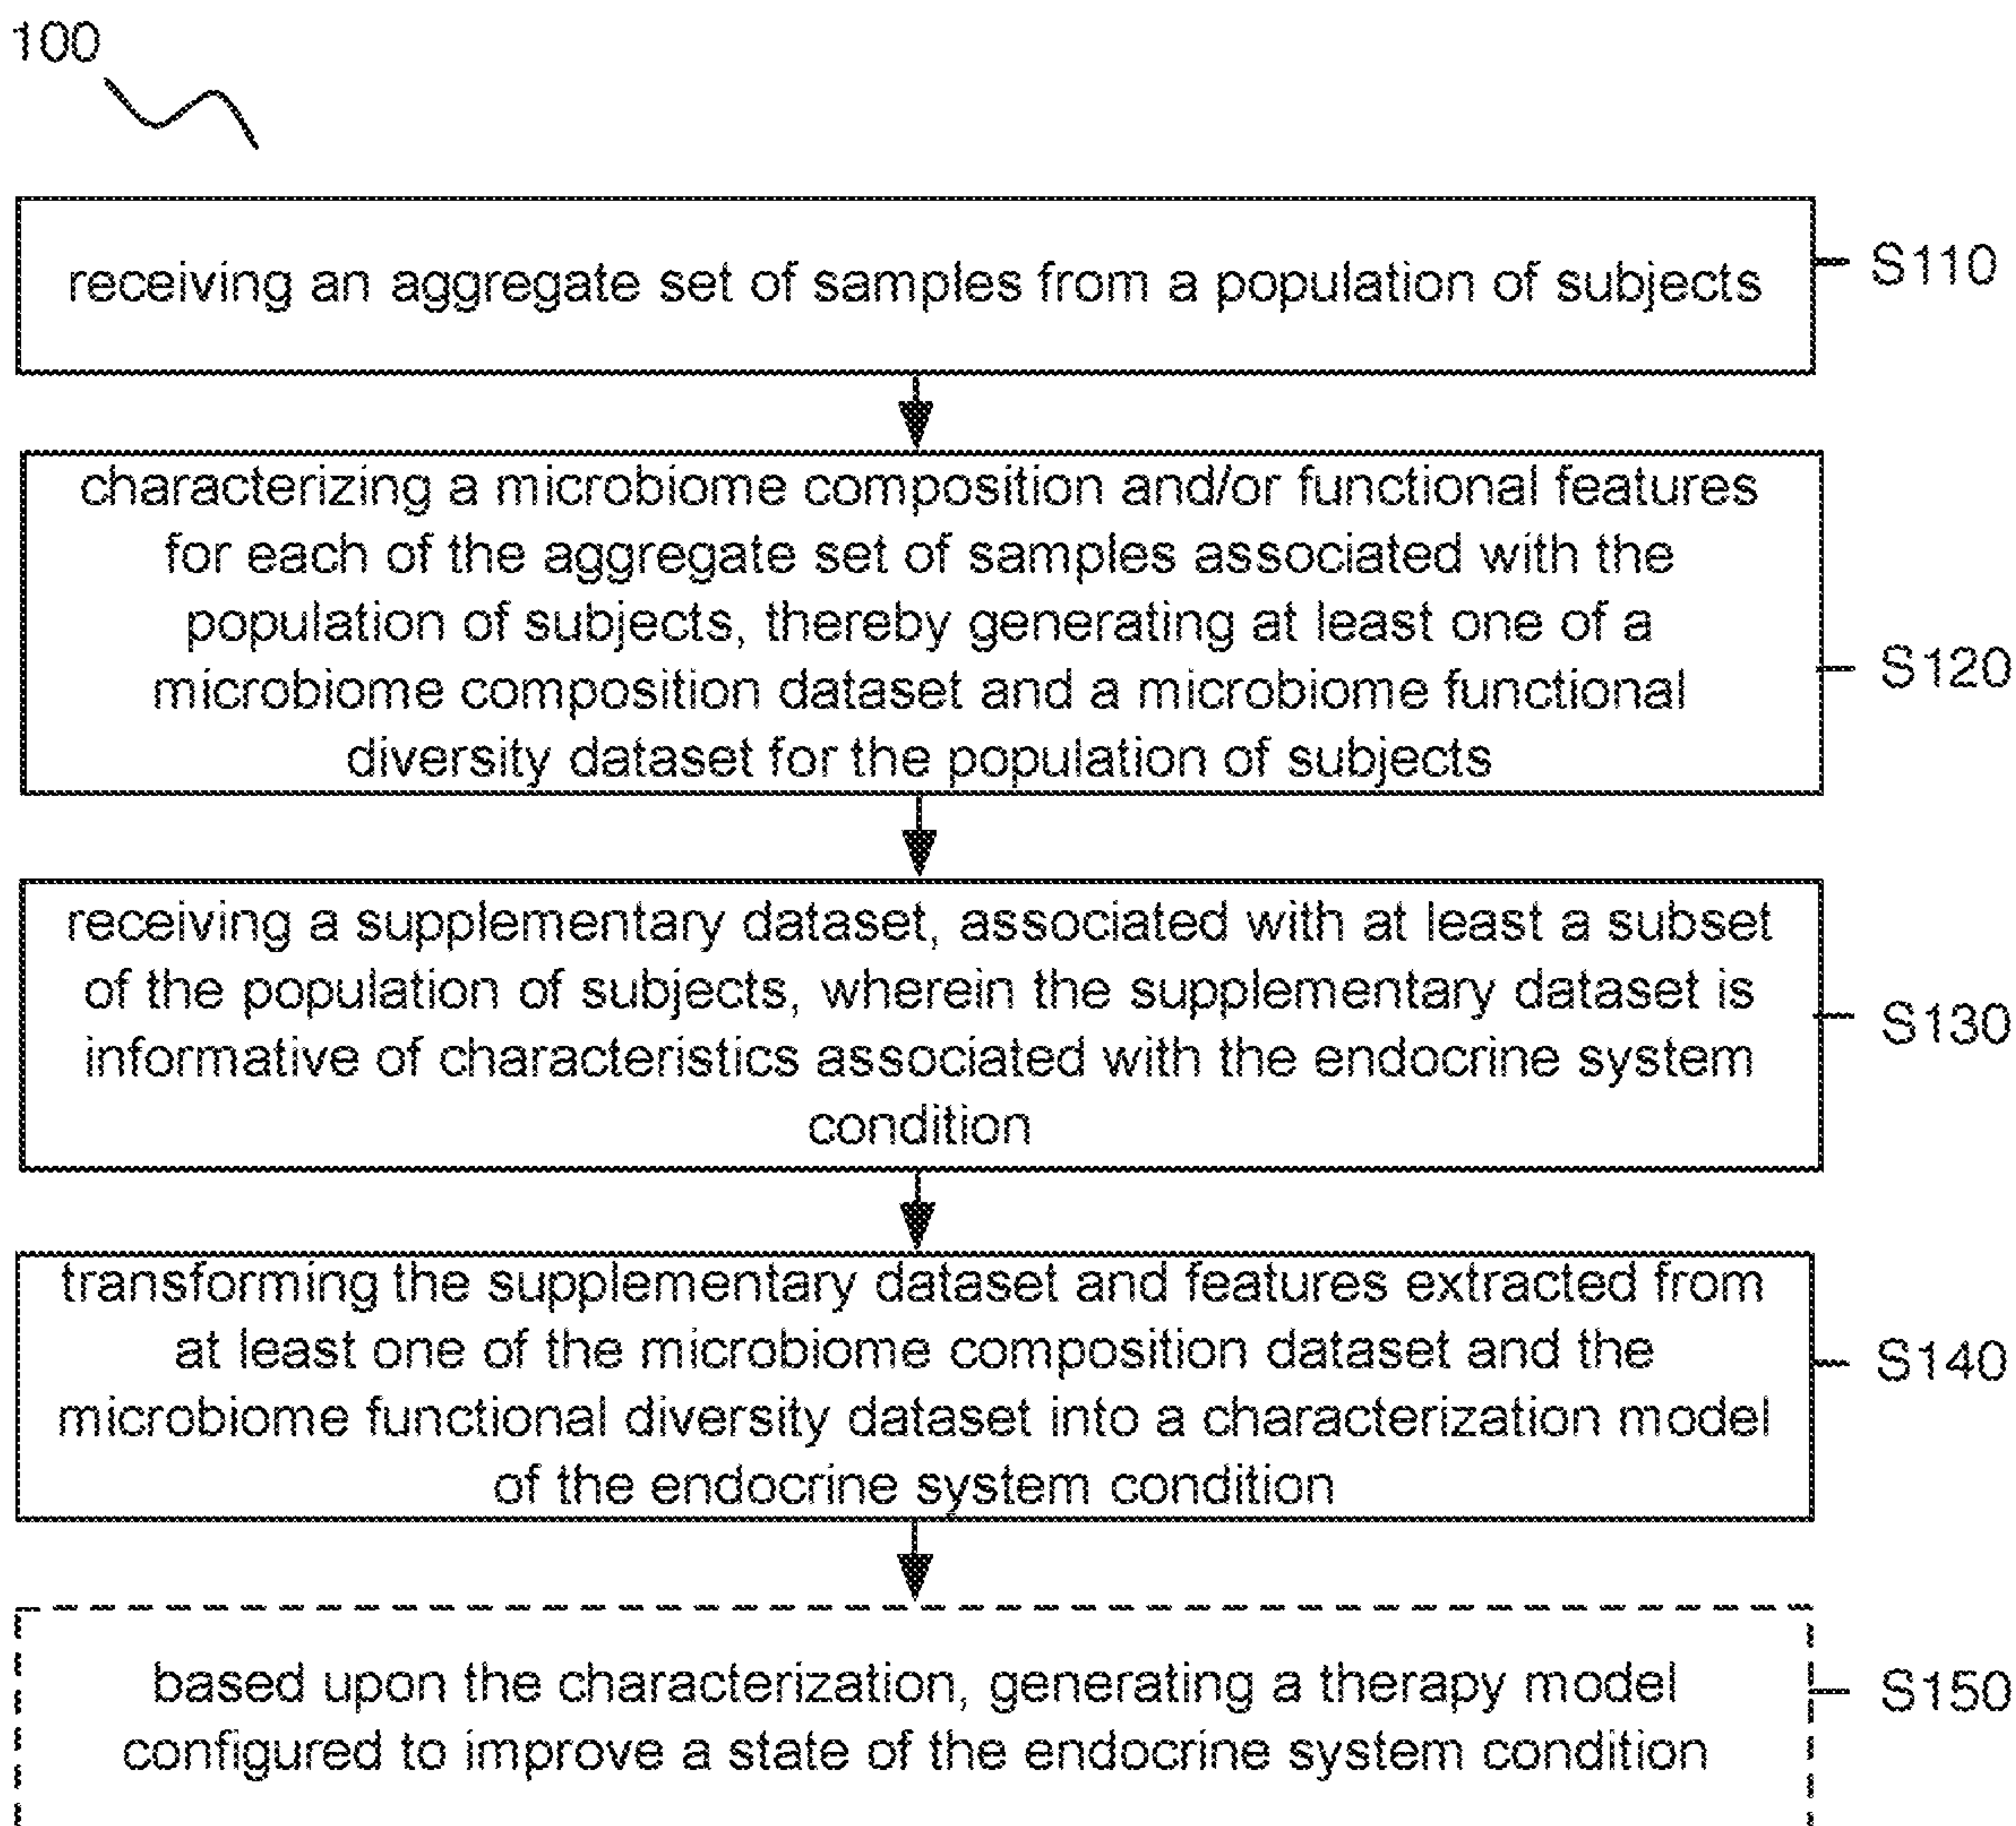 100
receiving an aggregate set of samples from a population of subjects
S110
characterizing a microbiome composition and/or functional features
for each of the aggregate set of samples associated with the
population of subjects, thereby generating at least one of a
microbiome composition dataset and a microbiome functional
diversity dataset for the population of subjects
S120
receiving a supplementary dataset, associated with at least a subset
of the population of subjects, wherein the supplementary dataset is
informative of characteristics associated with the endocrine system
condition
S130
transforming the supplementary dataset and features extracted from
at least one of the microbiome composition dataset and the
microbiome functional diversity dataset into a characterization model
of the endocrine system condition
S140
based upon the characterization, generating a therapy model
configured to improve a state of the endocrine system condition
S150